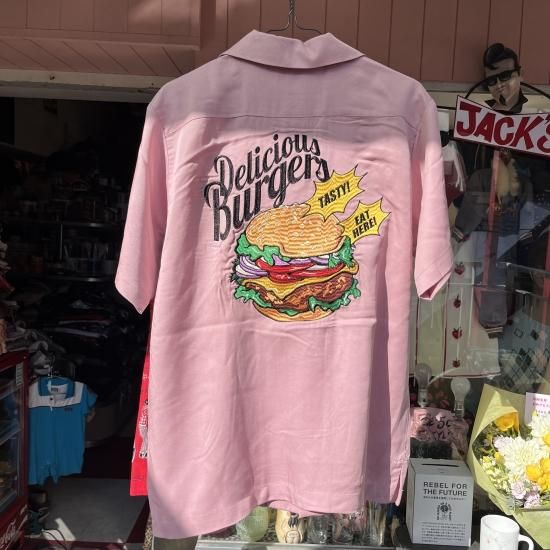 Delicious
Burgers
TASTY!
EAT
HERE!
JACK'S
REBEL FOR
THE FUTURE